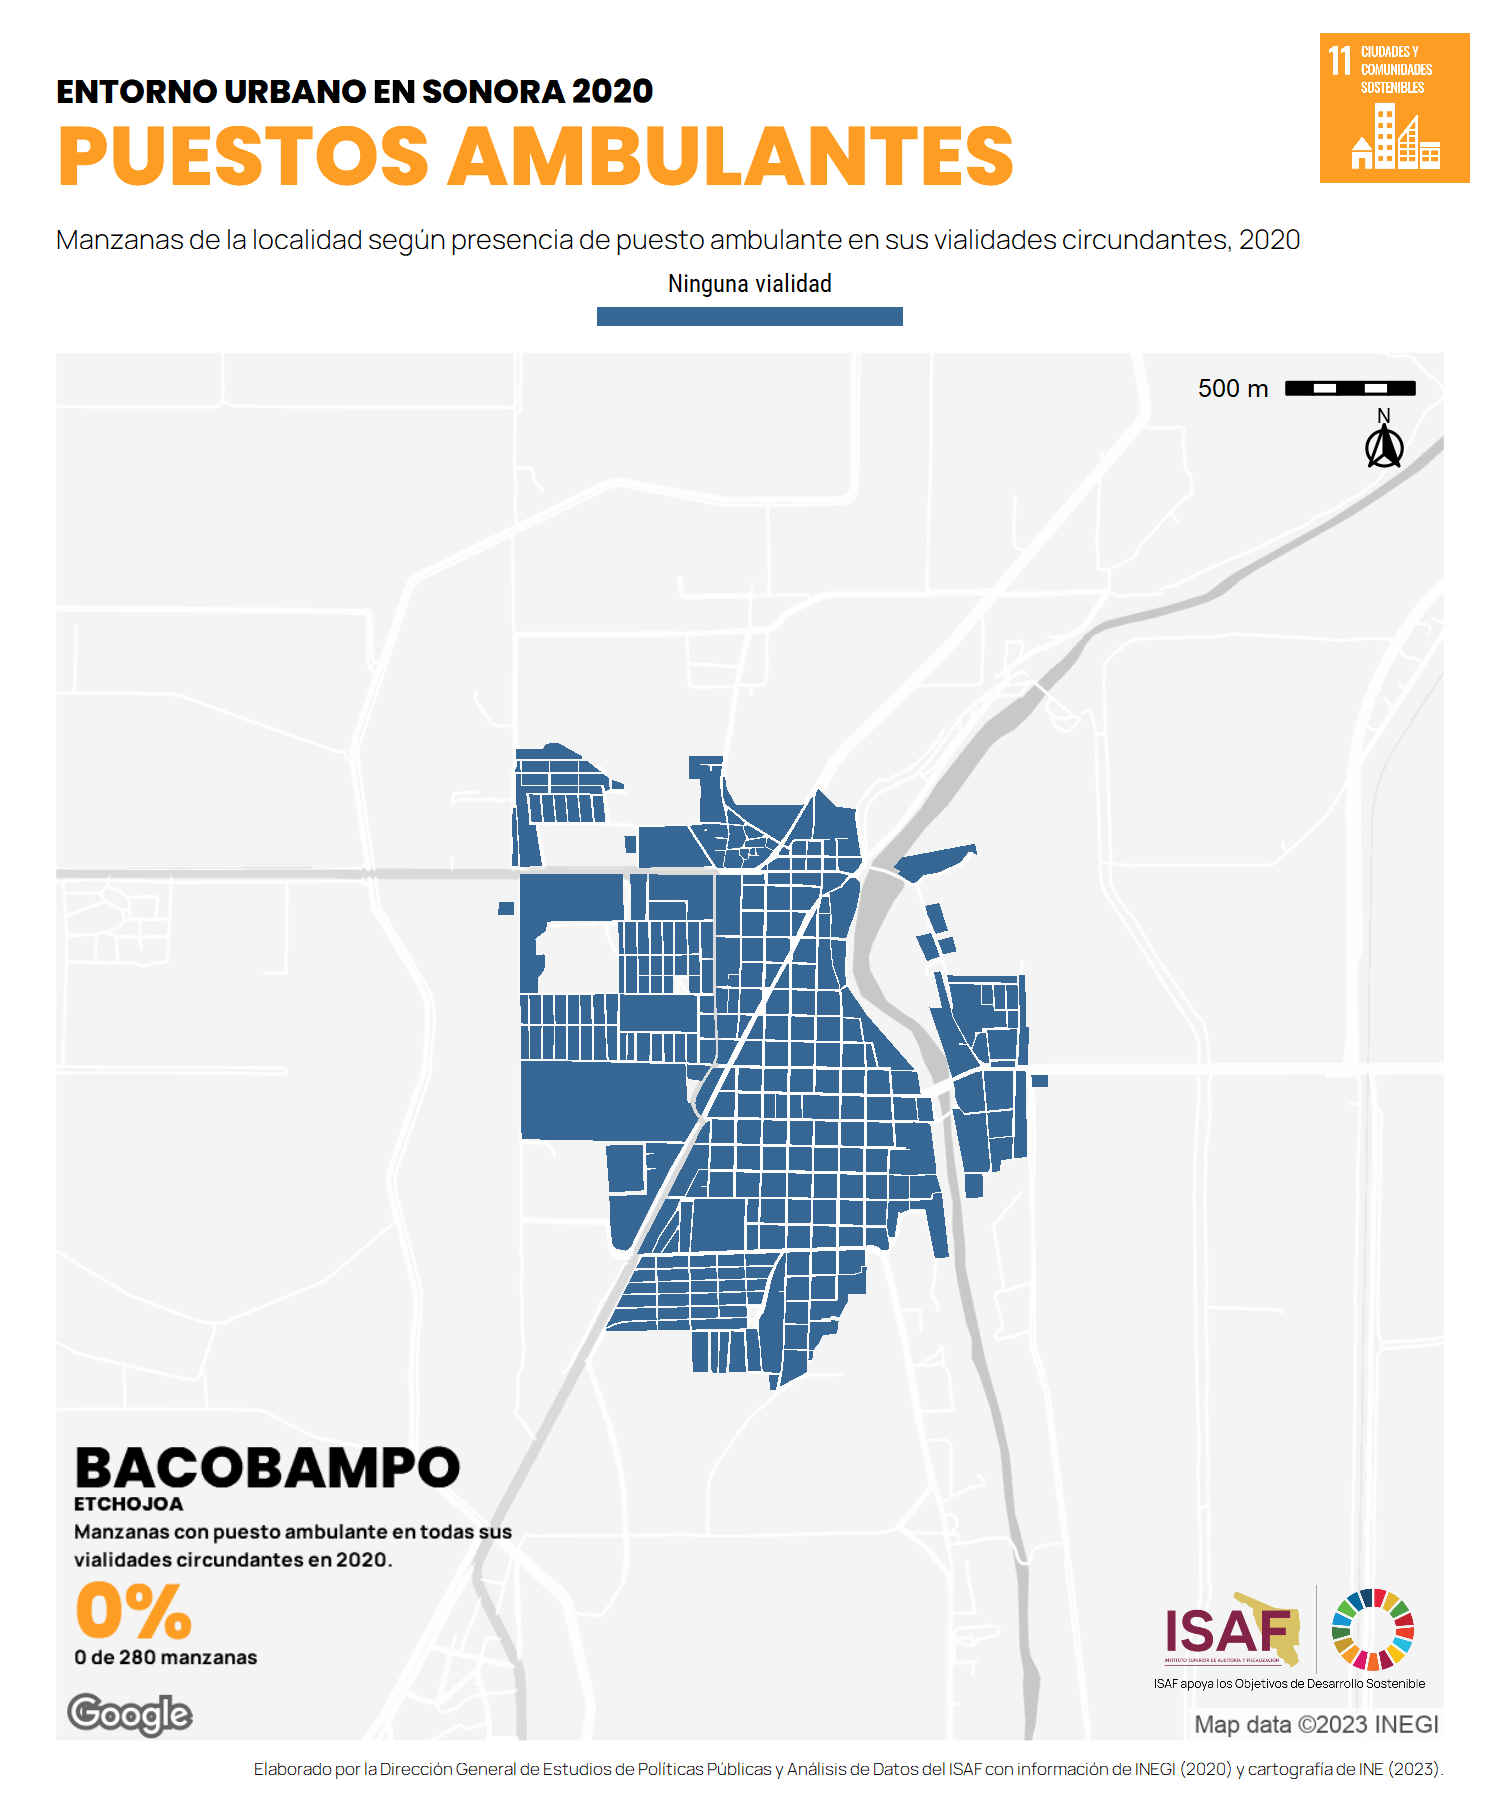 ENTORNO URBANO EN SONORA 2020
PUESTOS AMBULANTES
11 CIUDADES Y
COMUNIDADES
SOSTENIBLES
Manzanas de la localidad según presencia de puesto ambulante en sus vialidades circundantes, 2020
Ninguna vialidad
500 m
N
BACOBAMPO
ETCHOJOA
Manzanas con puesto ambulante en todas sus
vialidades circundantes en 2020.
0%
0 de 280 manzanas
Google
ISAF
INSTITUTO SUPERIOR DE AUDITORÍA Y FISCALIZACIÓN
ISAF apoya los Objetivos de Desarrollo Sostenible
Map data ©2023 INEGI
Elaborado por la Dirección General de Estudios de Políticas Públicas y Análisis de Datos del ISAF con información de INEGI (2020) y cartografía de INE (2023).